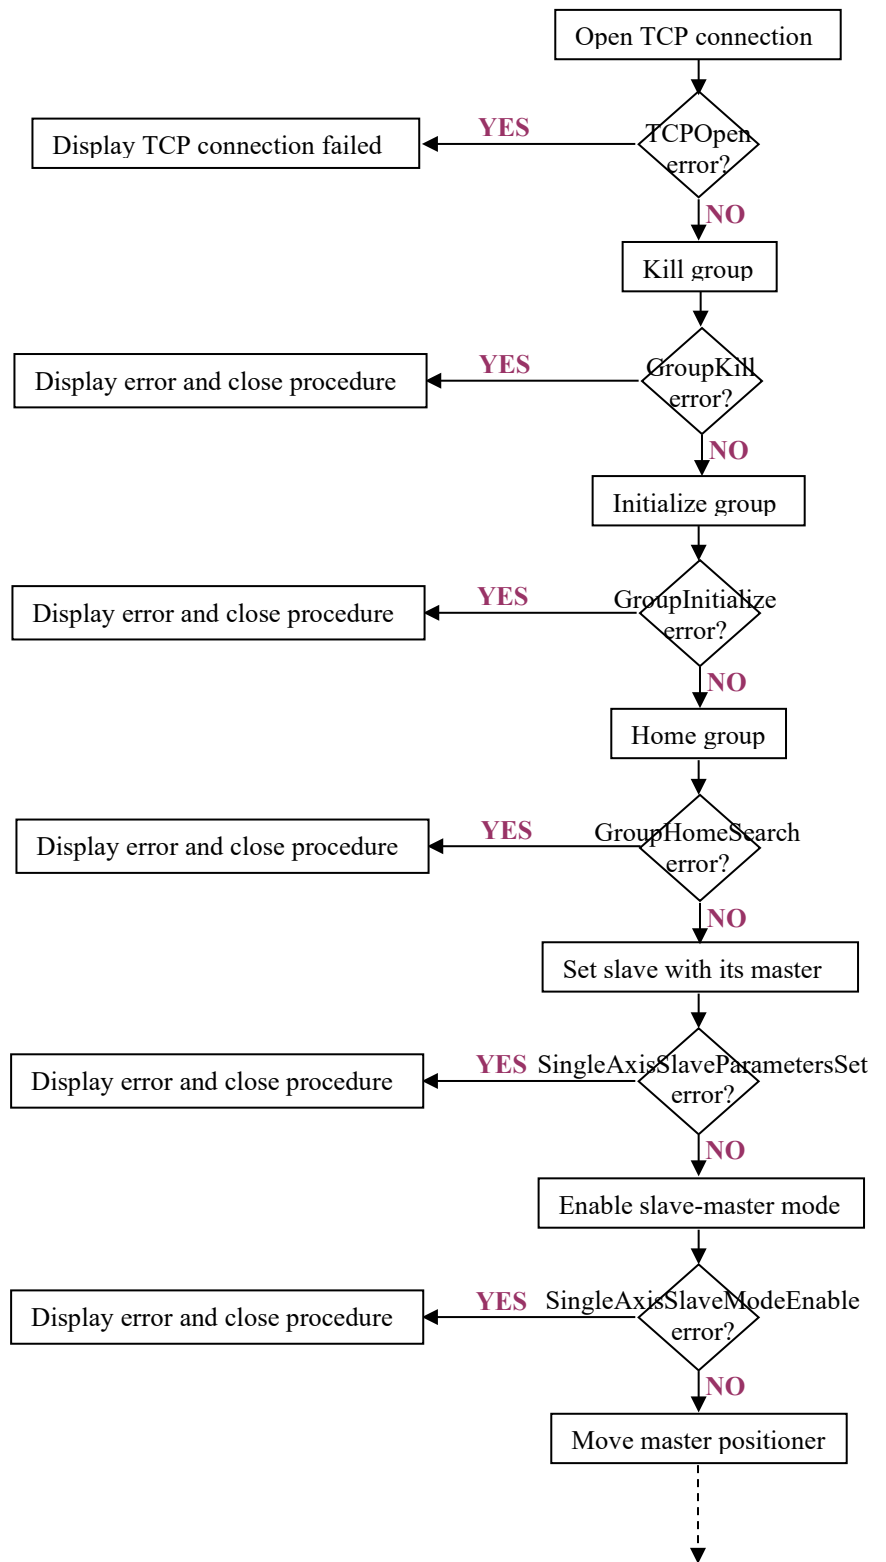 Open TCP connection
TCPOpen
error?
YES
Display TCP connection failed
NO
Kill group
GroupKill
error?
YES
Display error and close procedure
NO
Initialize group
GroupInitialize
error?
YES
Display error and close procedure
NO
Home group
GroupHomeSearch
error?
YES
Display error and close procedure
NO
Set slave with its master
SingleAxisSlaveParametersSet
error?
YES
Display error and close procedure
NO
Enable slave-master mode
SingleAxisSlaveModeEnable
error?
YES
Display error and close procedure
NO
Move master positioner